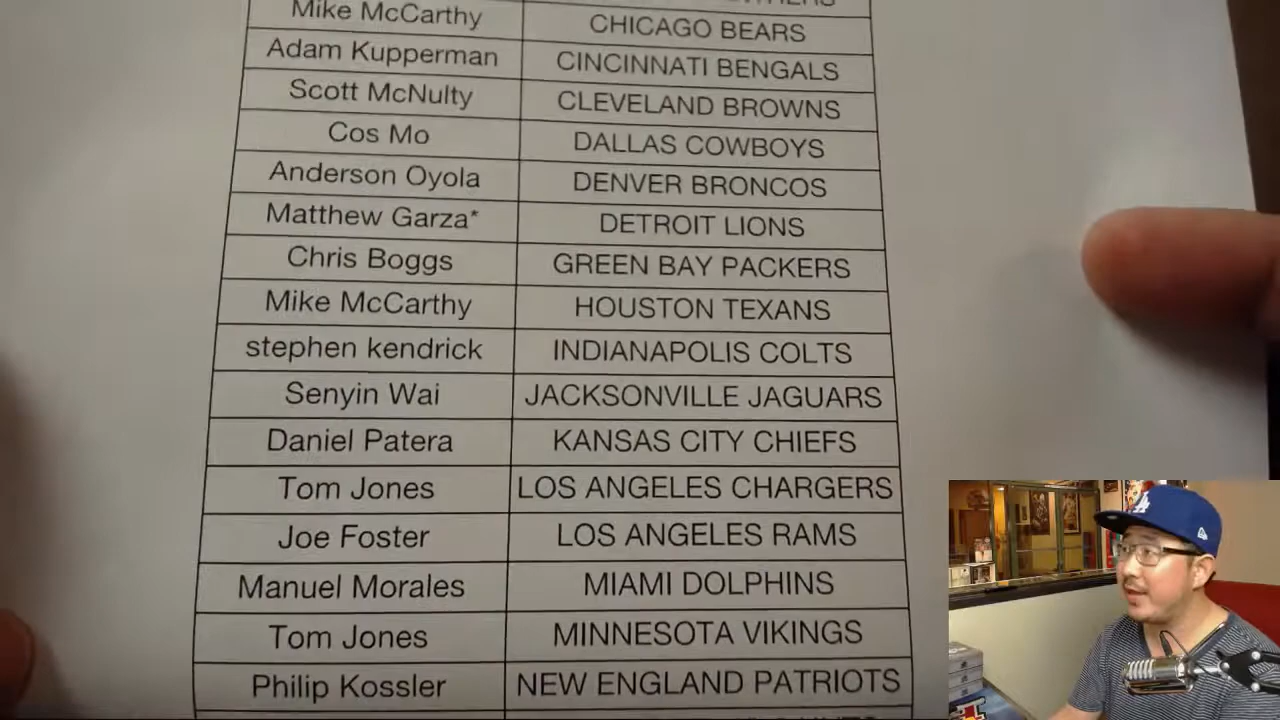 Mike McCarthy CHICAGO BEARS
Adam Kupperman CINCINNATI BENGALS
Scott McNulty CLEVELAND BROWNS
Cos Mo DALLAS COWBOYS
Anderson Oyola DENVER BRONCOS
Matthew Garza* DETROIT LIONS
Chris Boggs GREEN BAY PACKERS
Mike McCarthy HOUSTON TEXANS
stephen kendrick INDIANAPOLIS COLTS
Senyin Wai JACKSONVILLE JAGUARS
Daniel Patera KANSAS CITY CHIEFS
Tom Jones LOS ANGELES CHARGERS
Joe Foster LOS ANGELES RAMS
Manuel Morales MIAMI DOLPHINS
Tom Jones MINNESOTA VIKINGS
Philip Kossler NEW ENGLAND PATRIOTS
LA